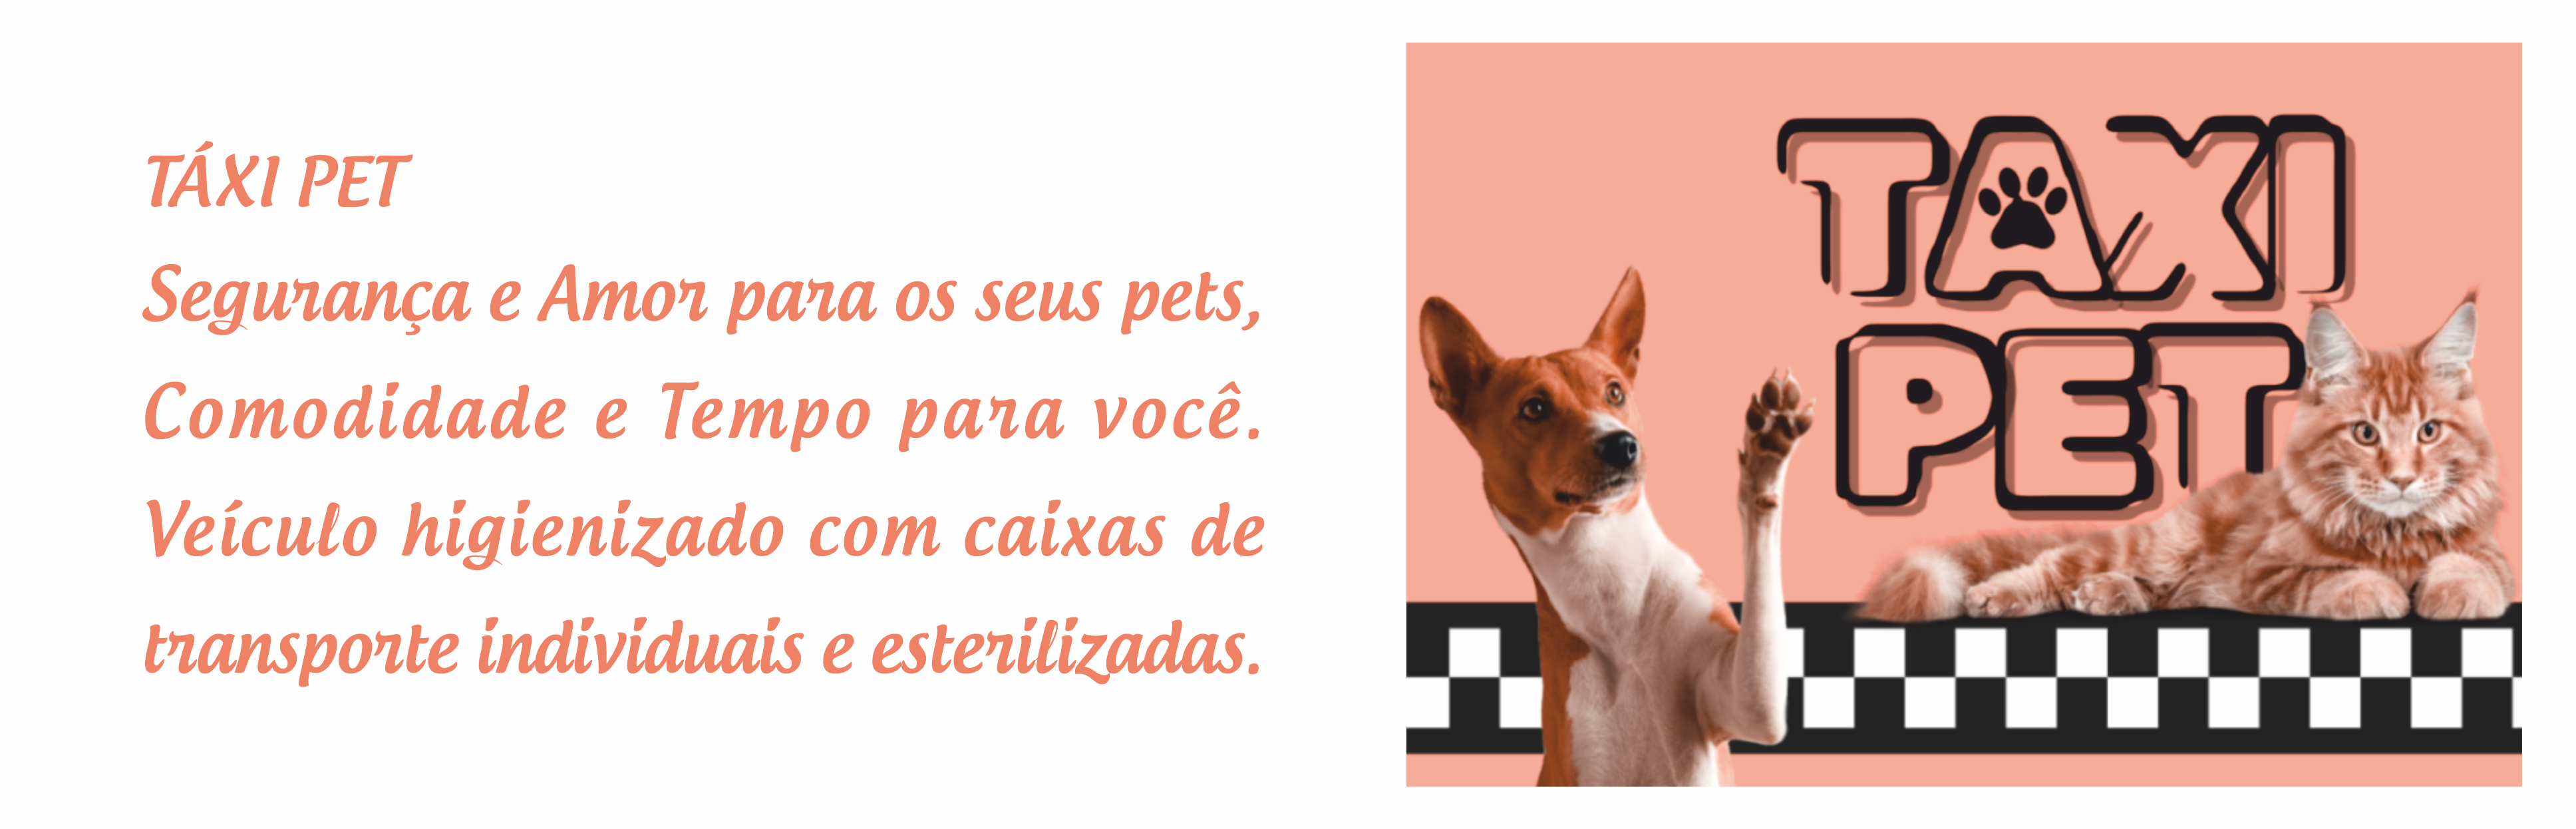 TÁXI PET
Segurança e Amor para os seus pets,
Comodidade e Tempo para você.
Veículo higienizado com caixas de
transporte individuais e esterilizadas.
TAXI
PET